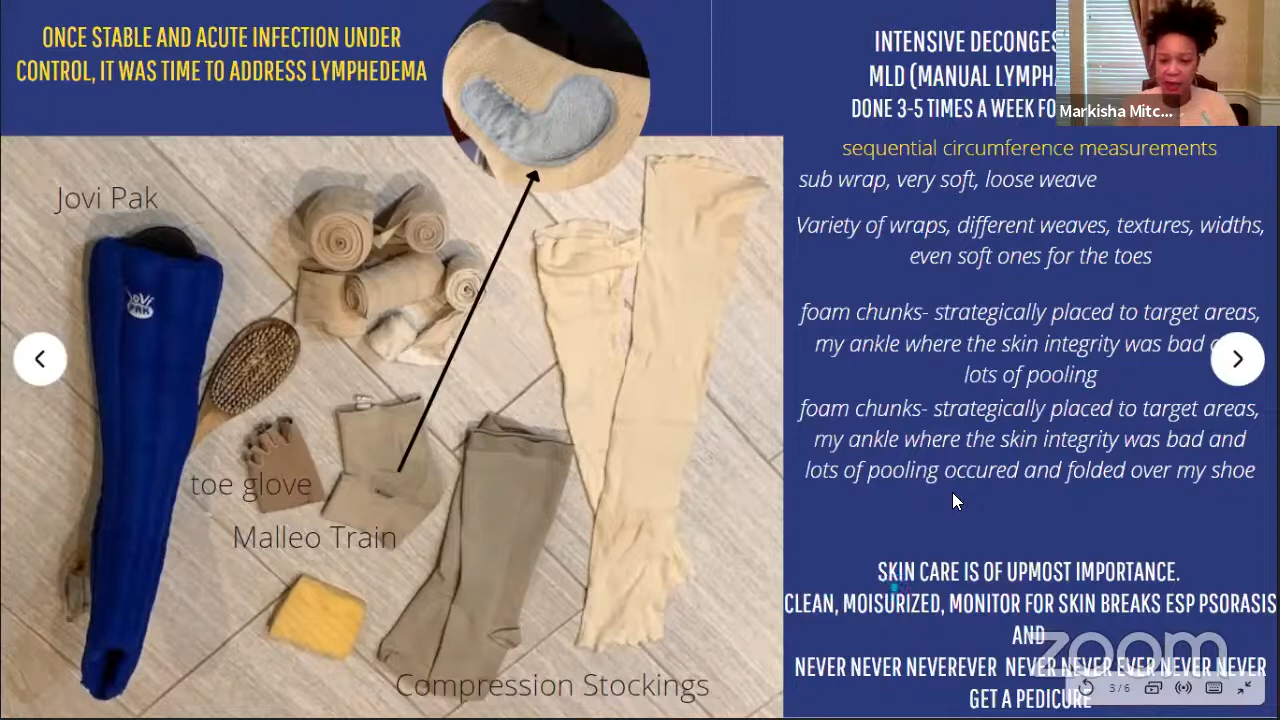 ONCE STABLE AND ACUTE INFECTION UNDER
CONTROL, IT WAS TIME TO ADDRESS LYMPHEDEMA
Jovi Pak
JOVI
PAK
toe glove
Malleo Train
Compression Stockings
INTENSIVE DECONGES
MLD (MANUAL LYMPH
DONE 3-5 TIMES A WEEK FO
Markisha Mitc...
sequential circumference measurements
sub wrap, very soft, loose weave
Variety of wraps, different weaves, textures, widths,
even soft ones for the toes
foam chunks- strategically placed to target areas,
my ankle where the skin integrity was bad
lots of pooling
foam chunks- strategically placed to target areas,
my ankle where the skin integrity was bad and
lots of pooling occured and folded over my shoe
SKIN CARE IS OF UPMOST IMPORTANCE.
CLEAN, MOISURIZED, MONITOR FOR SKIN BREAKS ESP PSORASIS
AND
NEVER NEVER NEVEREVER NEVER NEVER EVER NEVER NEVER
GET A PEDICURE
zoom
3/6